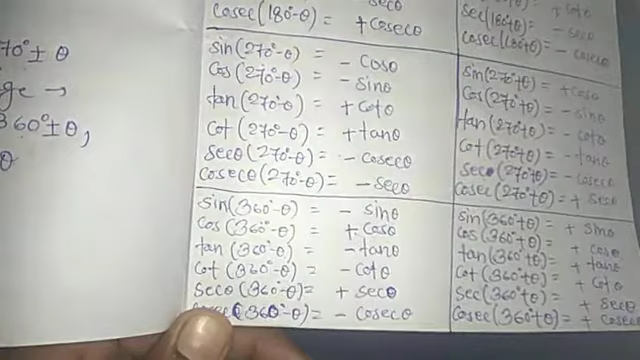 70° ± θ
ge →
360° ± θ,
θ
secθ
cosec(180°-θ) = + cosecθ
sin(270°-θ) = - cosθ
cos(270°-θ) = - sinθ
tan(270°-θ) = + cotθ
cot(270°-θ) = + tanθ
secθ(270°-θ) = - cosecθ
cosecθ(270°-θ) = - secθ
sin(360°-θ) = - sinθ
cos(360°-θ) = + cosθ
tan(360°-θ) = - tanθ
cot(360°-θ) = - cotθ
secθ(360°-θ) = + secθ
(360°-θ) = - cosecθ
+ cotθ
sec(180°+θ) = - secθ
cosec(180°+θ) = - cosecθ
sin(270°+θ) = + cosθ
cos(270°+θ) = - sinθ
tan(270°+θ) = - cotθ
cot(270°+θ) = - tanθ
sec(270°+θ) = - cosecθ
cosec(270°+θ) = + secθ
sin(360°+θ) = + sinθ
cos(360°+θ) = + cosθ
tan(360°+θ) = + tanθ
cot(360°+θ) = + cotθ
sec(360°+θ) = + secθ
cosec(360°+θ) = + cosecθ